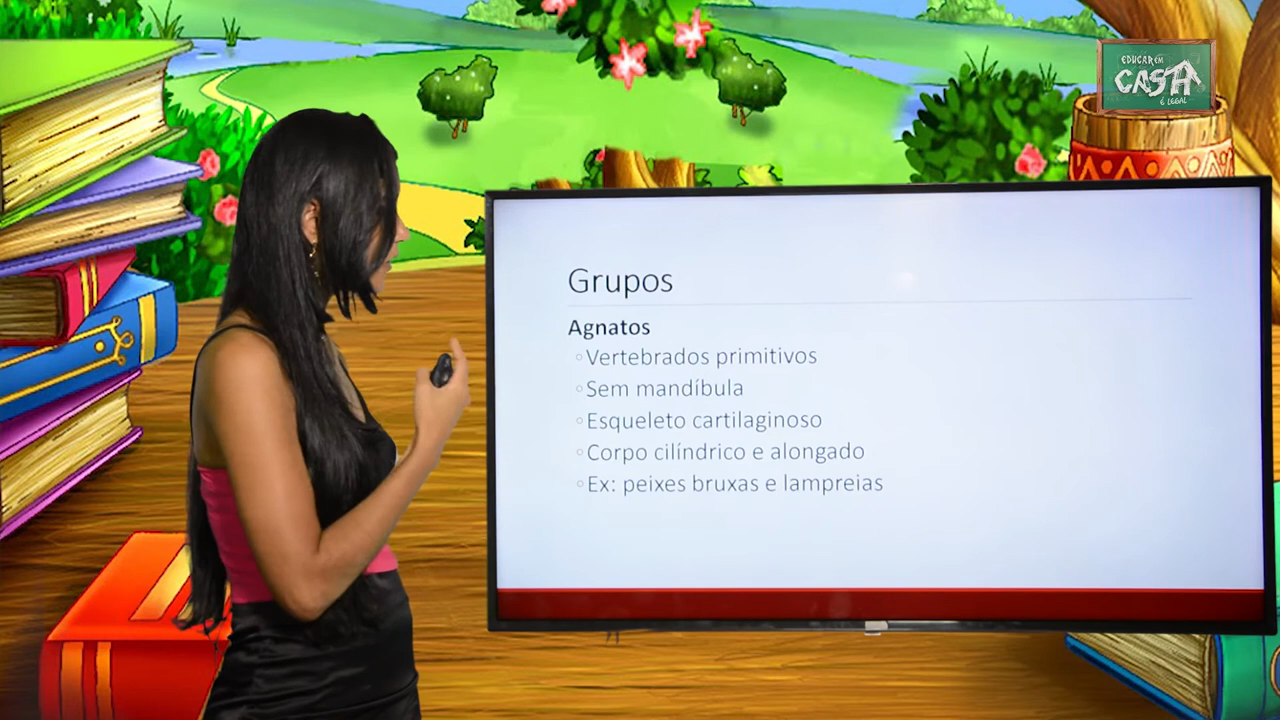 EDUCAR EM
CASA
É LEGAL
Grupos
Agnatos
◦Vertebrados primitivos
◦Sem mandíbula
◦Esqueleto cartilaginoso
◦Corpo cilíndrico e alongado
◦Ex: peixes bruxas e lampreias